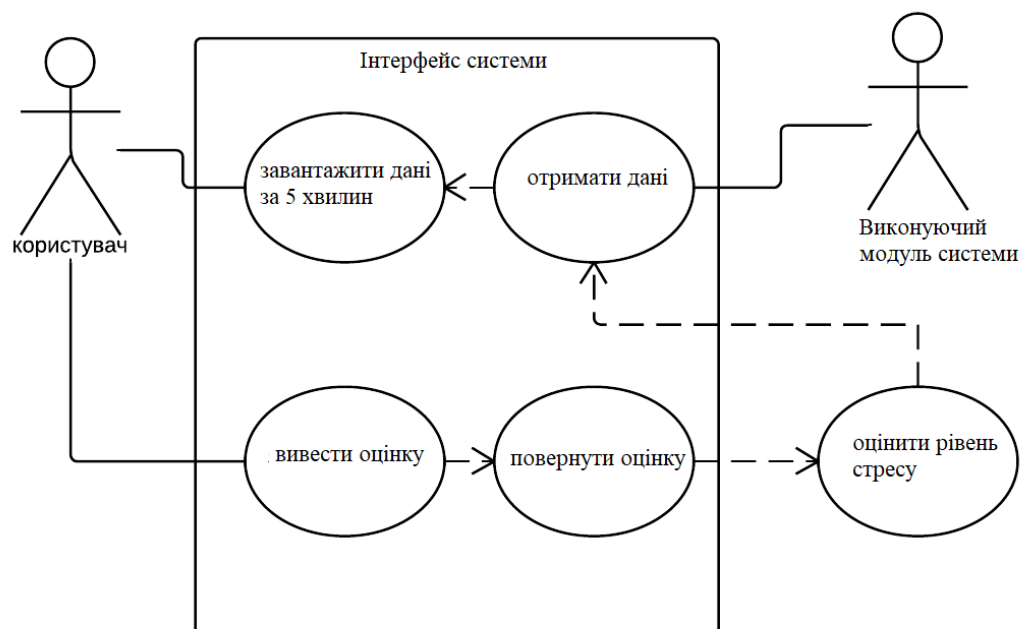 Інтерфейс системи
завантажити дані
за 5 хвилин
отримати дані
користувач
Виконуючий
модуль системи
вивести оцінку
повернути оцінку
оцінити рівень
стресу